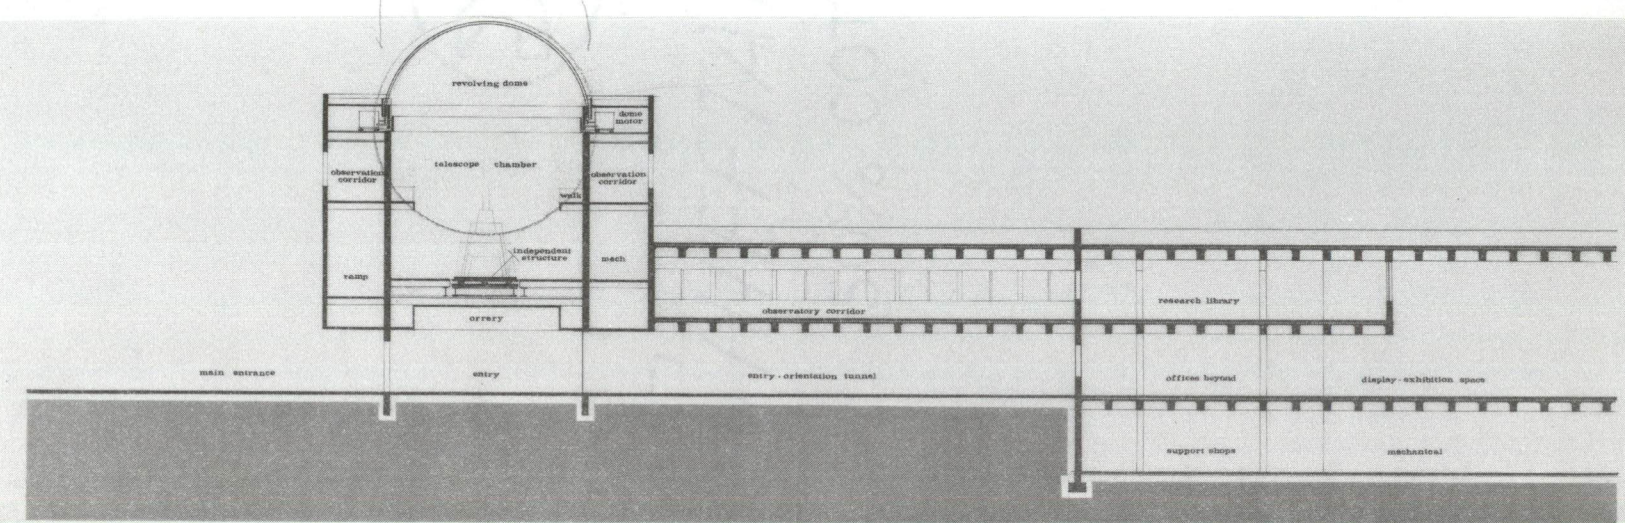 revolving dome
dome
motor
telescope chamber
observation
corridor
observation
corridor
walk
independent
structure
mech
ramp
orrery
observatory corridor
research library
main entrance
entry
entry-orientation tunnel
offices beyond
display-exhibition space
support shops
mechanical